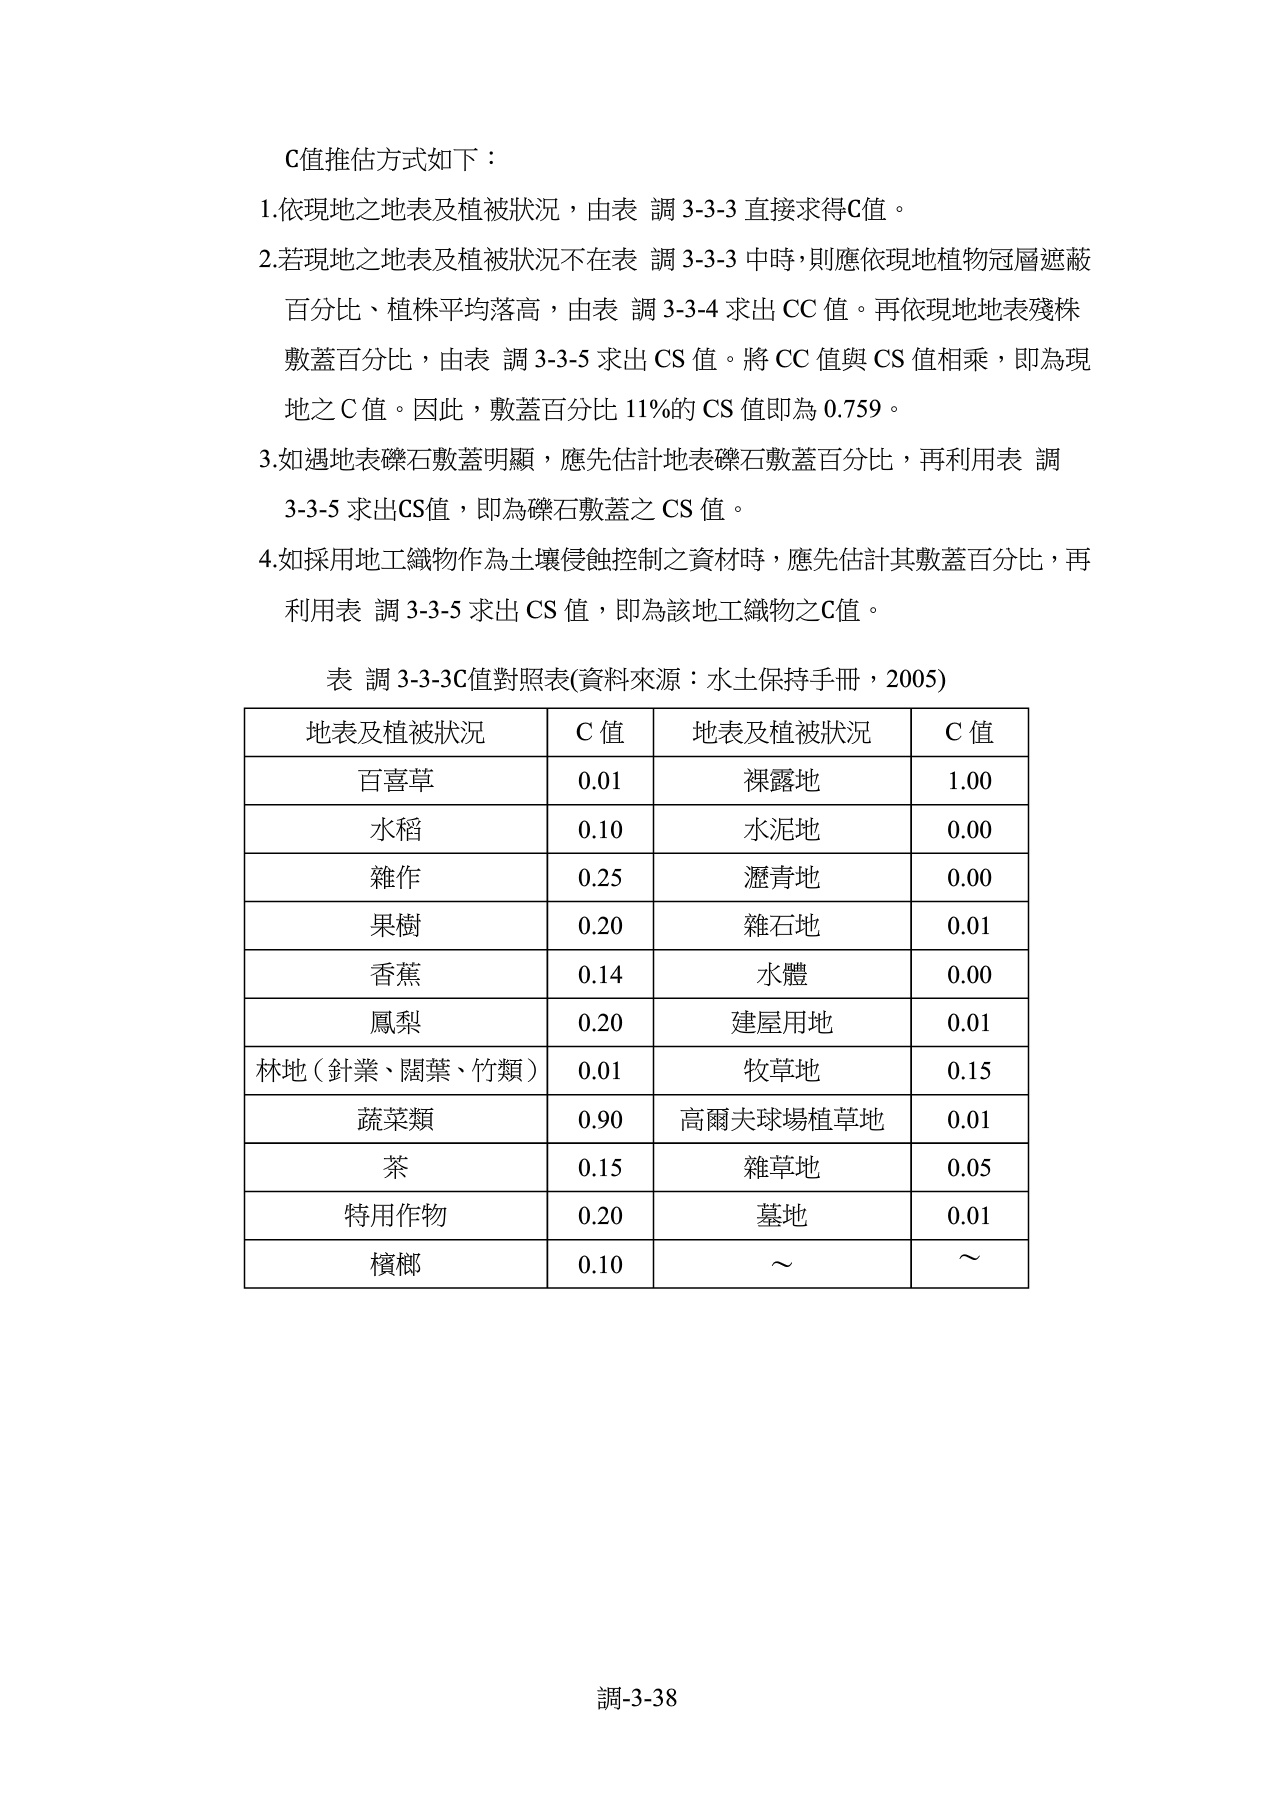 C值推估方式如下：
1.依現地之地表及植被狀況，由表 調 3-3-3 直接求得C值。
2.若現地之地表及植被狀況不在表 調 3-3-3 中時，則應依現地植物冠層遮蔽
百分比、植株平均落高，由表 調 3-3-4 求出 CC 值。再依現地地表殘株
敷蓋百分比，由表 調 3-3-5 求出 CS 值。將 CC 值與 CS 值相乘，即為現
地之Ｃ值。因此，敷蓋百分比 11%的 CS 值即為 0.759。
3.如遇地表礫石敷蓋明顯，應先估計地表礫石敷蓋百分比，再利用表 調
3-3-5 求出CS值，即為礫石敷蓋之 CS 值。
4.如採用地工織物作為土壤侵蝕控制之資材時，應先估計其敷蓋百分比，再
利用表 調 3-3-5 求出 CS 值，即為該地工織物之C值。
表 調 3-3-3C值對照表(資料來源：水土保持手冊，2005)
地表及植被狀況 C 值 地表及植被狀況 C 值
百喜草 0.01 裸露地 1.00
水稻 0.10 水泥地 0.00
雜作 0.25 瀝青地 0.00
果樹 0.20 雜石地 0.01
香蕉 0.14 水體 0.00
鳳梨 0.20 建屋用地 0.01
林地（針業、闊葉、竹類） 0.01 牧草地 0.15
蔬菜類 0.90 高爾夫球場植草地 0.01
茶 0.15 雜草地 0.05
特用作物 0.20 墓地 0.01
檳榔 0.10 ～ ～
調-3-38